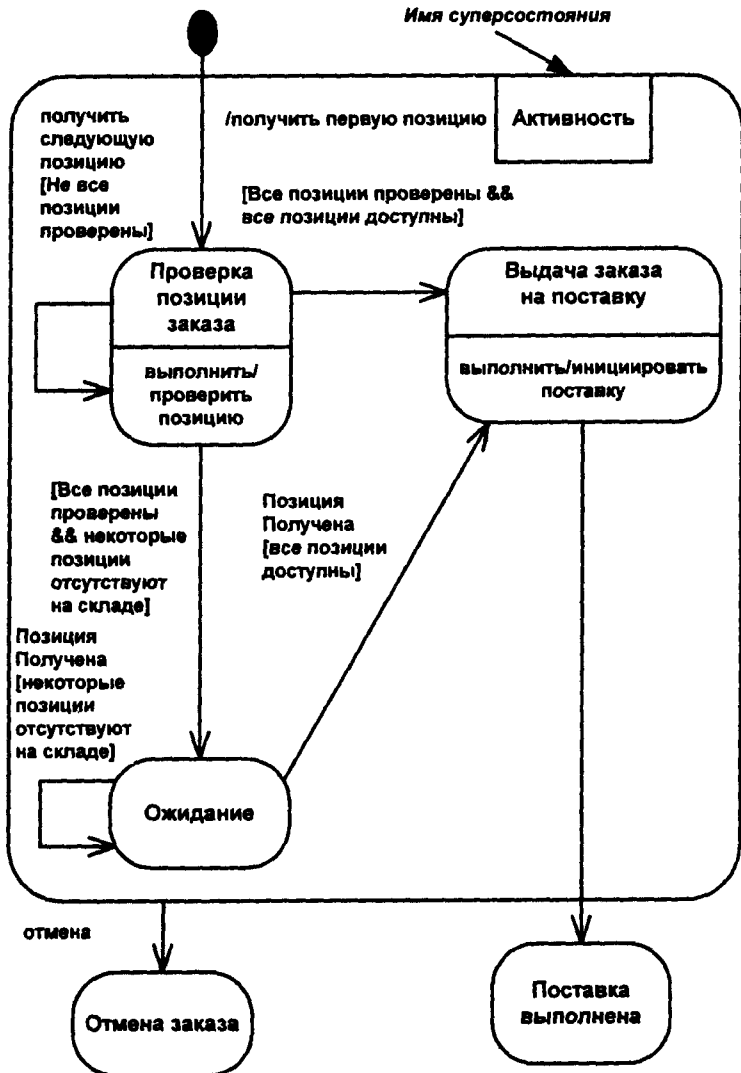 Имя суперсостояния
получить
следующую
позицию
[Не все
позиции
проверены]
/получить первую позицию
Активность
[Все позиции проверены &&
все позиции доступны]
Проверка
позиции
заказа
выполнить/
проверить
позицию
Выдача заказа
на поставку
выполнить/инициировать
поставку
[Все позиции
проверены
&& некоторые
позиции
отсутствуют
на складе]
Позиция
Получена
[все позиции
доступны]
Позиция
Получена
[некоторые
позиции
отсутствуют
на складе]
Ожидание
отмена
Отмена заказа
Поставка
выполнена